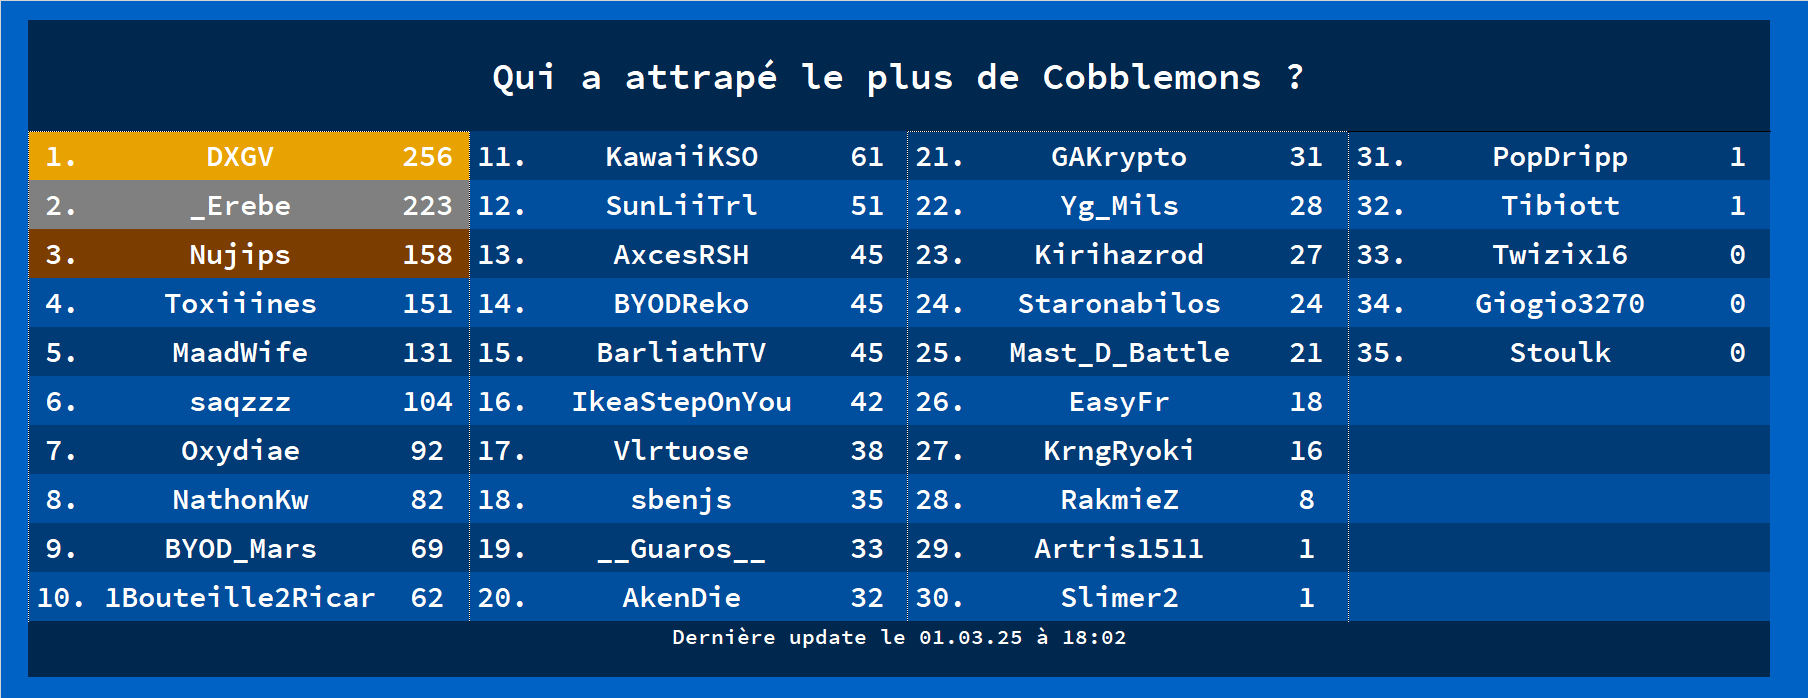 Qui a attrapé le plus de Cobblemons ?
1. DXGV 256
2. _Erebe 223
3. Nujips 158
4. Toxiiines 151
5. MaadWife 131
6. saqzzz 104
7. Oxydiae 92
8. NathonKw 82
9. BYOD_Mars 69
10. 1Bouteille2Ricar 62
11. KawaiiKSO 61
12. SunLiiTrl 51
13. AxcesRSH 45
14. BYODReko 45
15. BarliathTV 45
16. IkeaStepOnYou 42
17. Vlrtuose 38
18. sbenjs 35
19. __Guaros__ 33
20. AkenDie 32
21. GAKrypto 31
22. Yg_Mils 28
23. Kirihazrod 27
24. Staronabilos 24
25. Mast_D_Battle 21
26. EasyFr 18
27. KrngRyoki 16
28. RakmieZ 8
29. Artris1511 1
30. Slimer2 1
31. PopDripp 1
32. Tibiott 1
33. Twizix16 0
34. Giogio3270 0
35. Stoulk 0
Dernière update le 01.03.25 à 18:02